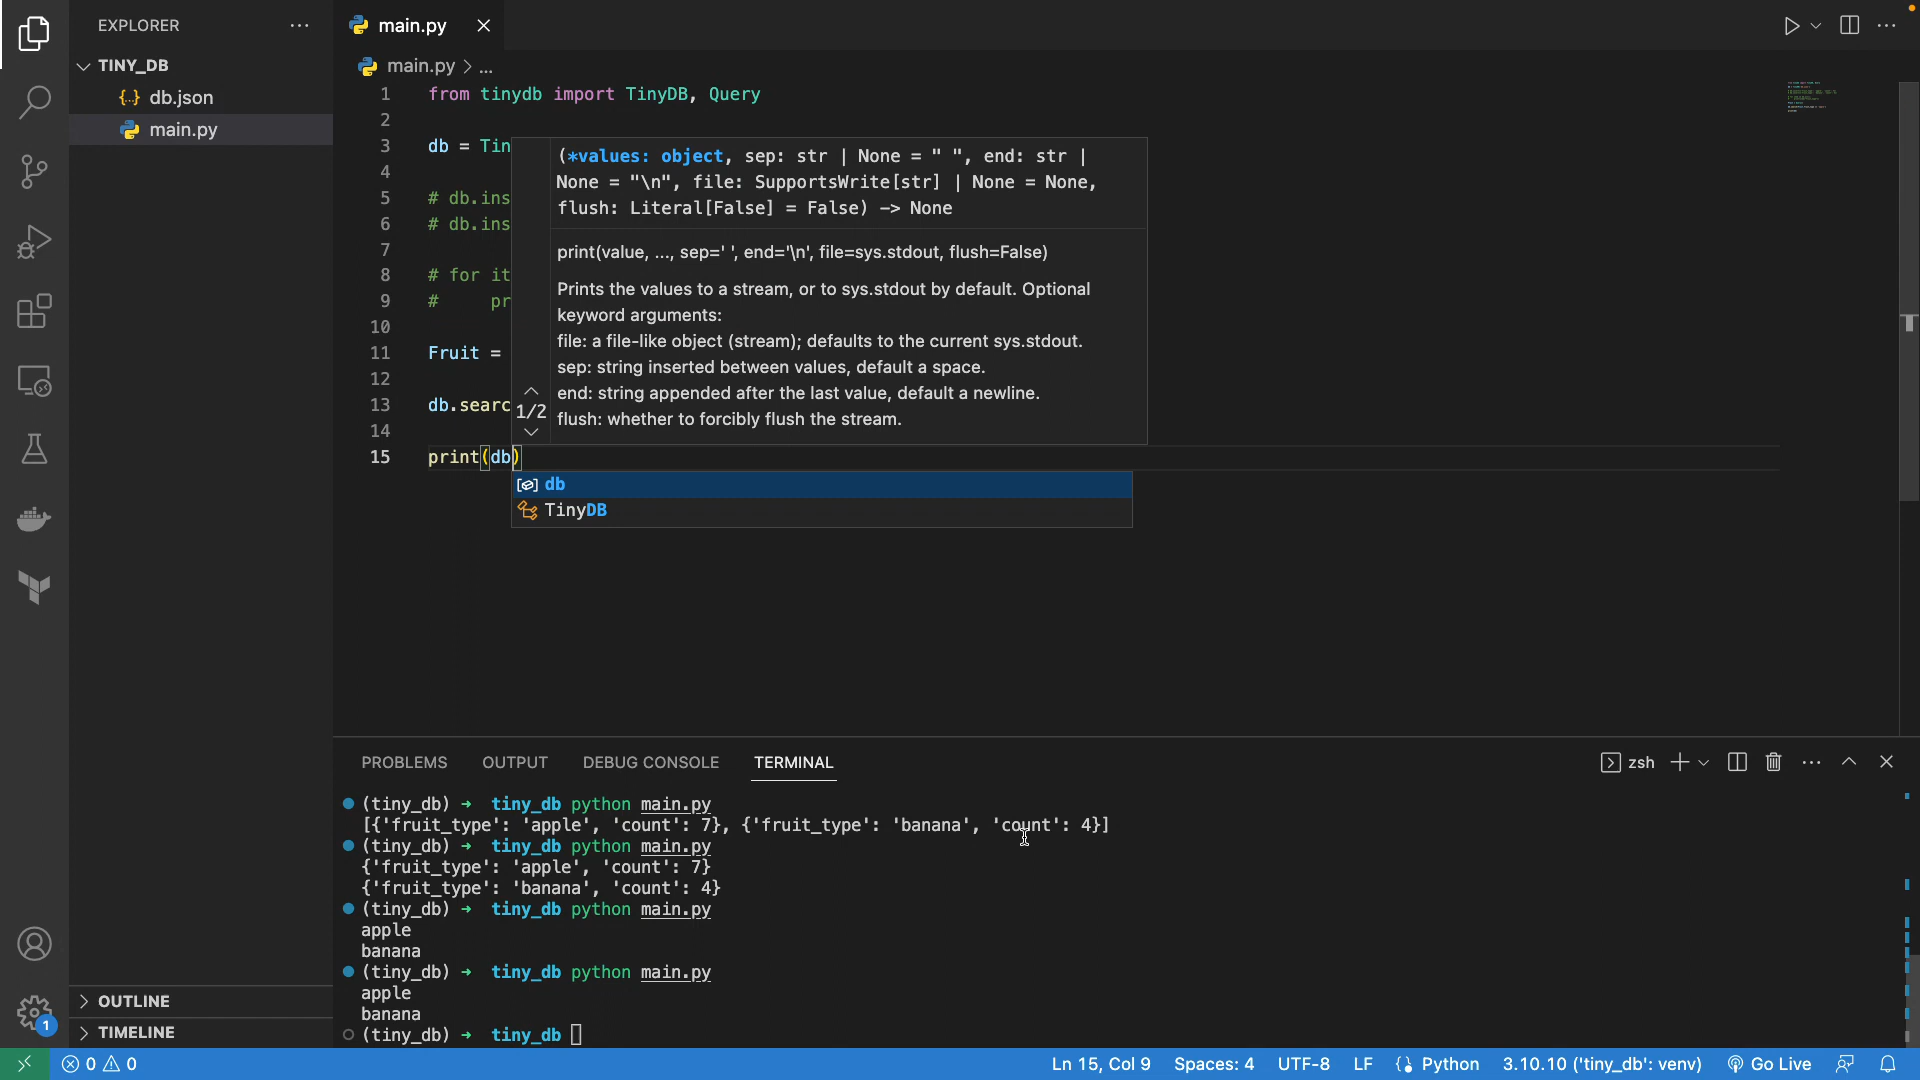 EXPLORER
main.py
TINY_DB
db.json
main.py
main.py > ...
1 from tinydb import TinyDB, Query
2
3 db = Tin
4
5 # db.ins
6 # db.ins
7
8 # for it
9 # pr
10
11 Fruit =
12
13 db.searc
14
15 print(db)
(*values: object, sep: str | None = " ", end: str |
None = "\n", file: SupportsWrite[str] | None = None,
flush: Literal[False] = False) -> None
print(value, ..., sep=' ', end='\n', file=sys.stdout, flush=False)
Prints the values to a stream, or to sys.stdout by default. Optional
keyword arguments:
file: a file-like object (stream); defaults to the current sys.stdout.
sep: string inserted between values, default a space.
end: string appended after the last value, default a newline.
1/2
flush: whether to forcibly flush the stream.
db
TinyDB
PROBLEMS OUTPUT DEBUG CONSOLE TERMINAL
zsh
(tiny_db) → tiny_db python main.py
[{'fruit_type': 'apple', 'count': 7}, {'fruit_type': 'banana', 'count': 4}]
(tiny_db) → tiny_db python main.py
{'fruit_type': 'apple', 'count': 7}
{'fruit_type': 'banana', 'count': 4}
(tiny_db) → tiny_db python main.py
apple
banana
(tiny_db) → tiny_db python main.py
apple
banana
(tiny_db) → tiny_db
OUTLINE
TIMELINE
1
0 0
Ln 15, Col 9 Spaces: 4 UTF-8 LF Python 3.10.10 ('tiny_db': venv) Go Live